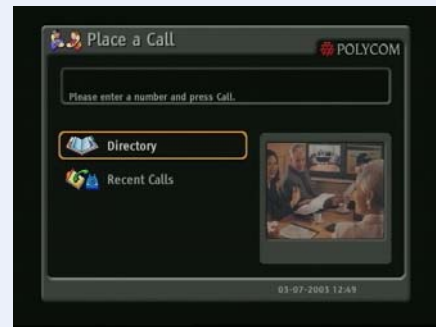 Place a Call
POLYCOM
Please enter a number and press Call.
Directory
Recent Calls
03-07-2003 12:49